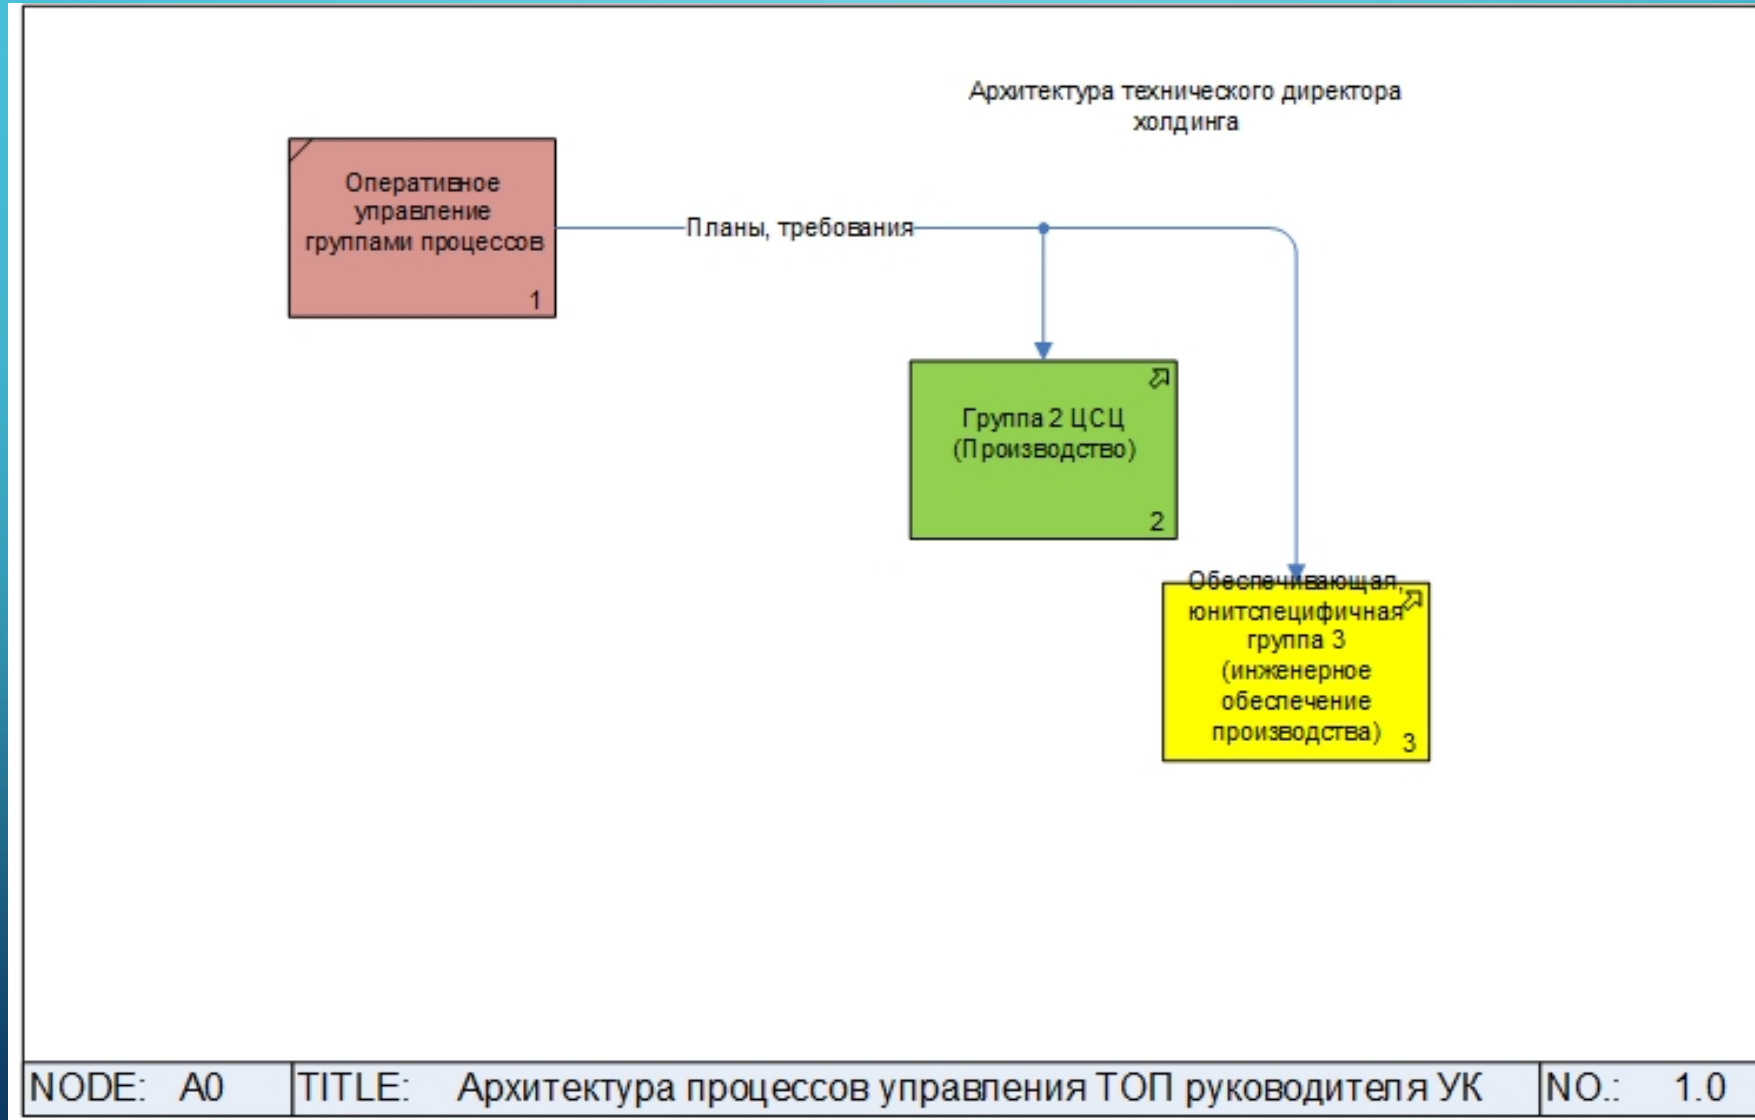 Архитектура технического директора
холдинга
Оперативное
управление
группами процессов
1
Планы, требования
Группа 2 ЦСЦ
(Производство)
2
Обеспечивающая,
юнитспецифичная
группа 3
(инженерное
обеспечение
производства)
3
NODE: A0 TITLE: Архитектура процессов управления ТОП руководителя УК NO.: 1.0